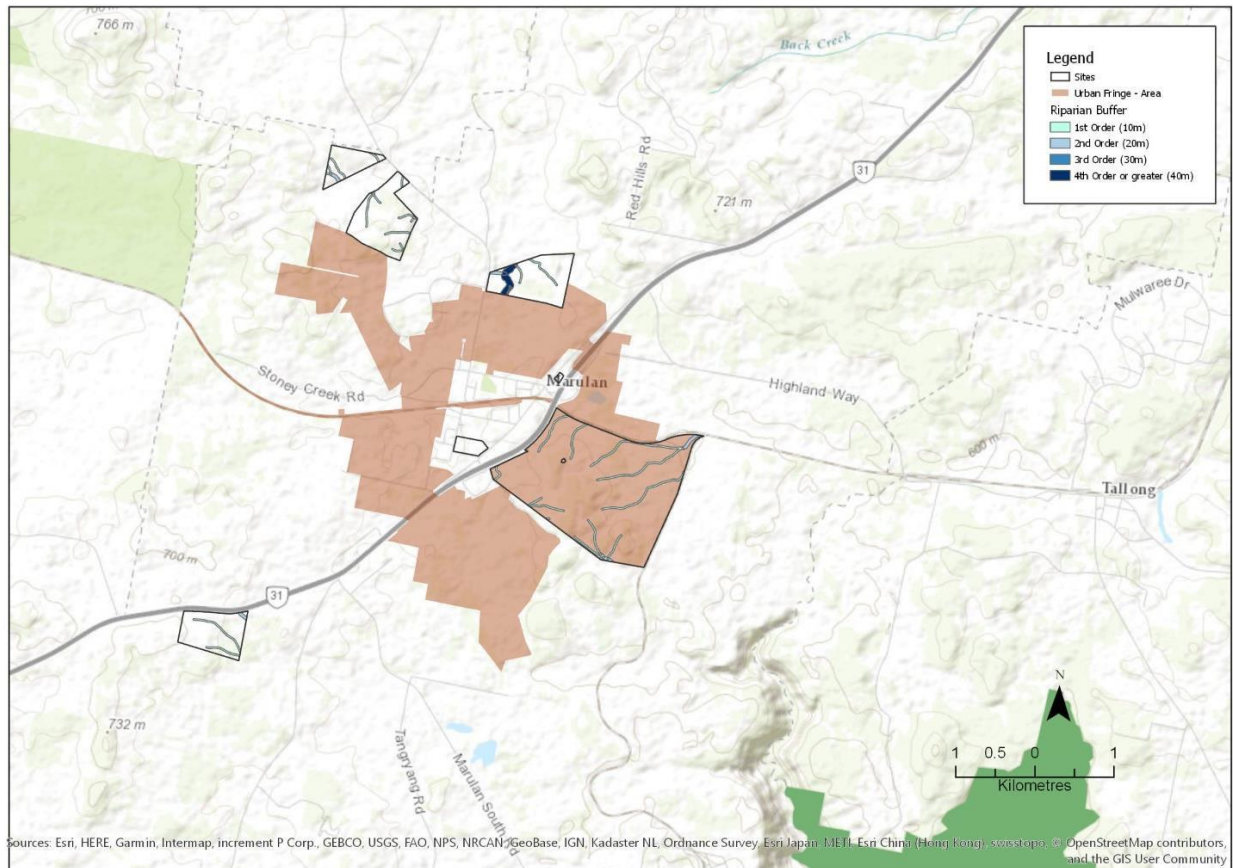 766 m
Back Creek
Legend
Sites
Urban Fringe - Area
Riparian Buffer
1st Order (10m)
2nd Order (20m)
3rd Order (30m)
4th Order or greater (40m)
31
Red Hills Rd
721 m
Mulwaree Dr
Stoney Creek Rd
Marulan
Highland Way
600 m
Tallong
700 m
31
732 m
Tangryang Rd
Marulan South Rd
N
1 0.5 0 1
Kilometres
Sources: Esri, HERE, Garmin, Intermap, increment P Corp., GEBCO, USGS, FAO, NPS, NRCAN, GeoBase, IGN, Kadaster NL, Ordnance Survey, Esri Japan, METI, Esri China (Hong Kong), swisstopo, © OpenStreetMap contributors,
and the GIS User Community